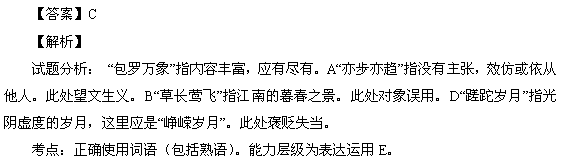 【答案】C
【解析】
试题分析： “包罗万象”指内容丰富，应有尽有。A“亦步亦趋”指没有主张，效仿或依从
他人。此处望文生义。B“草长莺飞”指江南的暮春之景。此处对象误用。D“蹉跎岁月”指光
阴虚度的岁月，这里应是“峥嵘岁月”。此处褒贬失当。
考点：正确使用词语（包括熟语）。能力层级为表达运用 E。